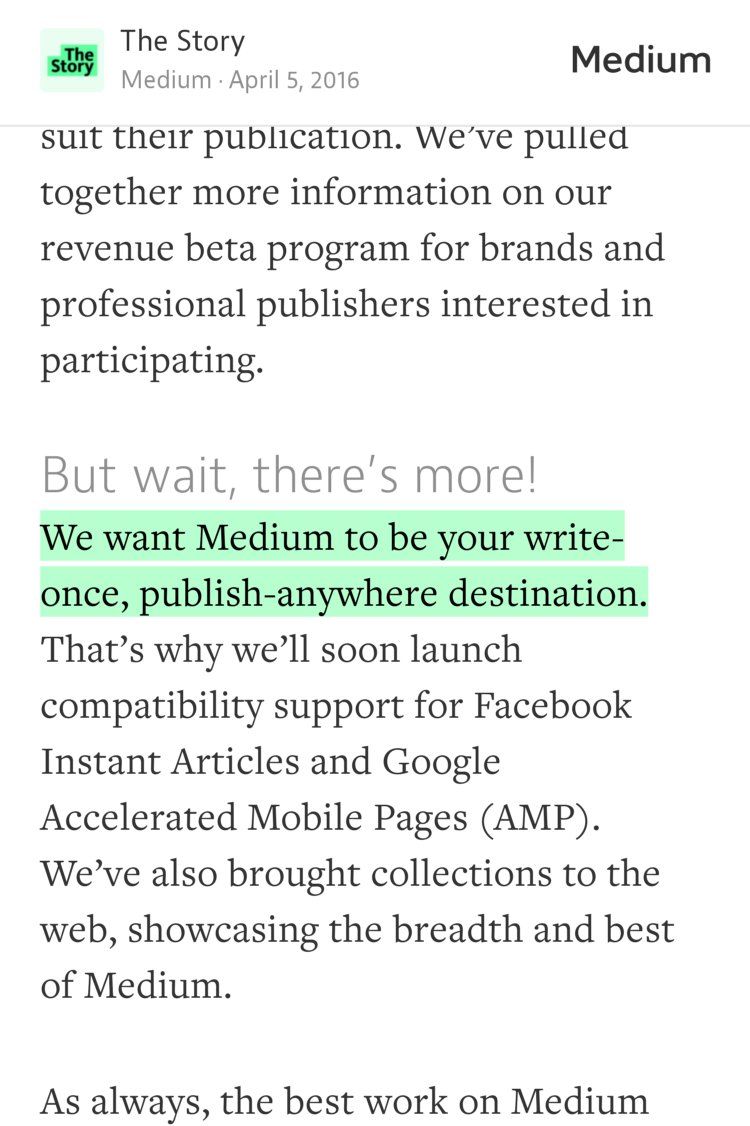 The
Story
The Story
Medium · April 5, 2016
Medium
suit their publication. We’ve pulled
together more information on our
revenue beta program for brands and
professional publishers interested in
participating.
But wait, there’s more!
We want Medium to be your write-
once, publish-anywhere destination.
That’s why we’ll soon launch
compatibility support for Facebook
Instant Articles and Google
Accelerated Mobile Pages (AMP).
We’ve also brought collections to the
web, showcasing the breadth and best
of Medium.
As always, the best work on Medium